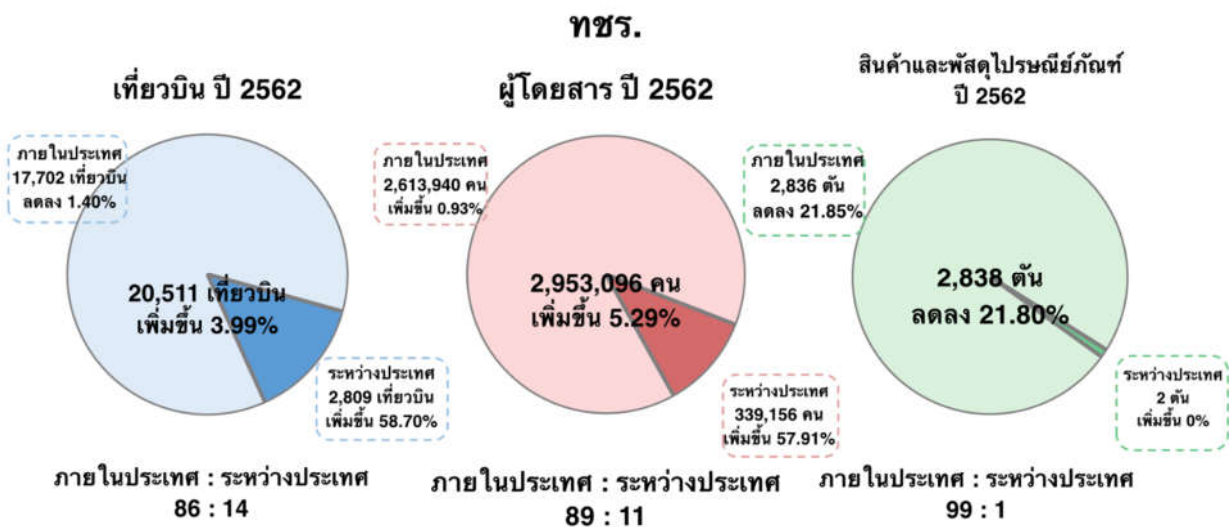 ทชร.
เที่ยวบิน ปี 2562
ภายในประเทศ
17,702 เที่ยวบิน
ลดลง 1.40%
20,511 เที่ยวบิน
เพิ่มขึ้น 3.99%
ระหว่างประเทศ
2,809 เที่ยวบิน
เพิ่มขึ้น 58.70%
ภายในประเทศ : ระหว่างประเทศ
86 : 14
ผู้โดยสาร ปี 2562
ภายในประเทศ
2,613,940 คน
เพิ่มขึ้น 0.93%
2,953,096 คน
เพิ่มขึ้น 5.29%
ระหว่างประเทศ
339,156 คน
เพิ่มขึ้น 57.91%
ภายในประเทศ : ระหว่างประเทศ
89 : 11
สินค้าและพัสดุไปรษณีย์ภัณฑ์
ปี 2562
ภายในประเทศ
2,836 ตัน
ลดลง 21.85%
2,838 ตัน
ลดลง 21.80%
ระหว่างประเทศ
2 ตัน
เพิ่มขึ้น 0%
ภายในประเทศ : ระหว่างประเทศ
99 : 1